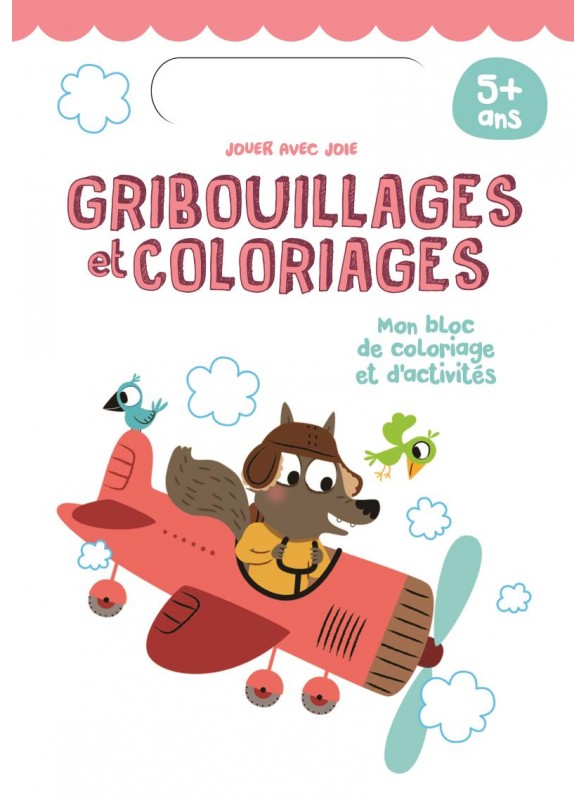 5+
ans
JOUER AVEC JOIE
GRIBOUILLAGES
et COLORIAGES
Mon bloc
de coloriage
et d'activités